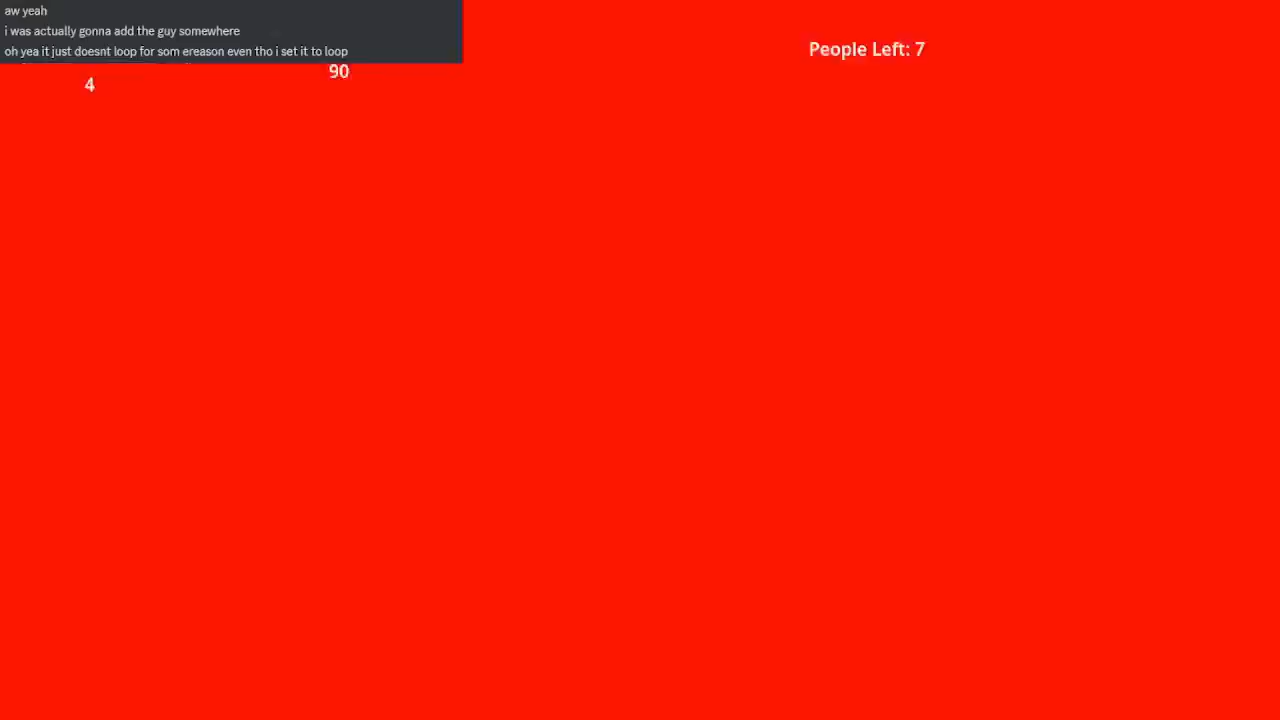 aw yeah
i was actually gonna add the guy somewhere
oh yea it just doesnt loop for som ereason even tho i set it to loop
People Left: 7
90
4